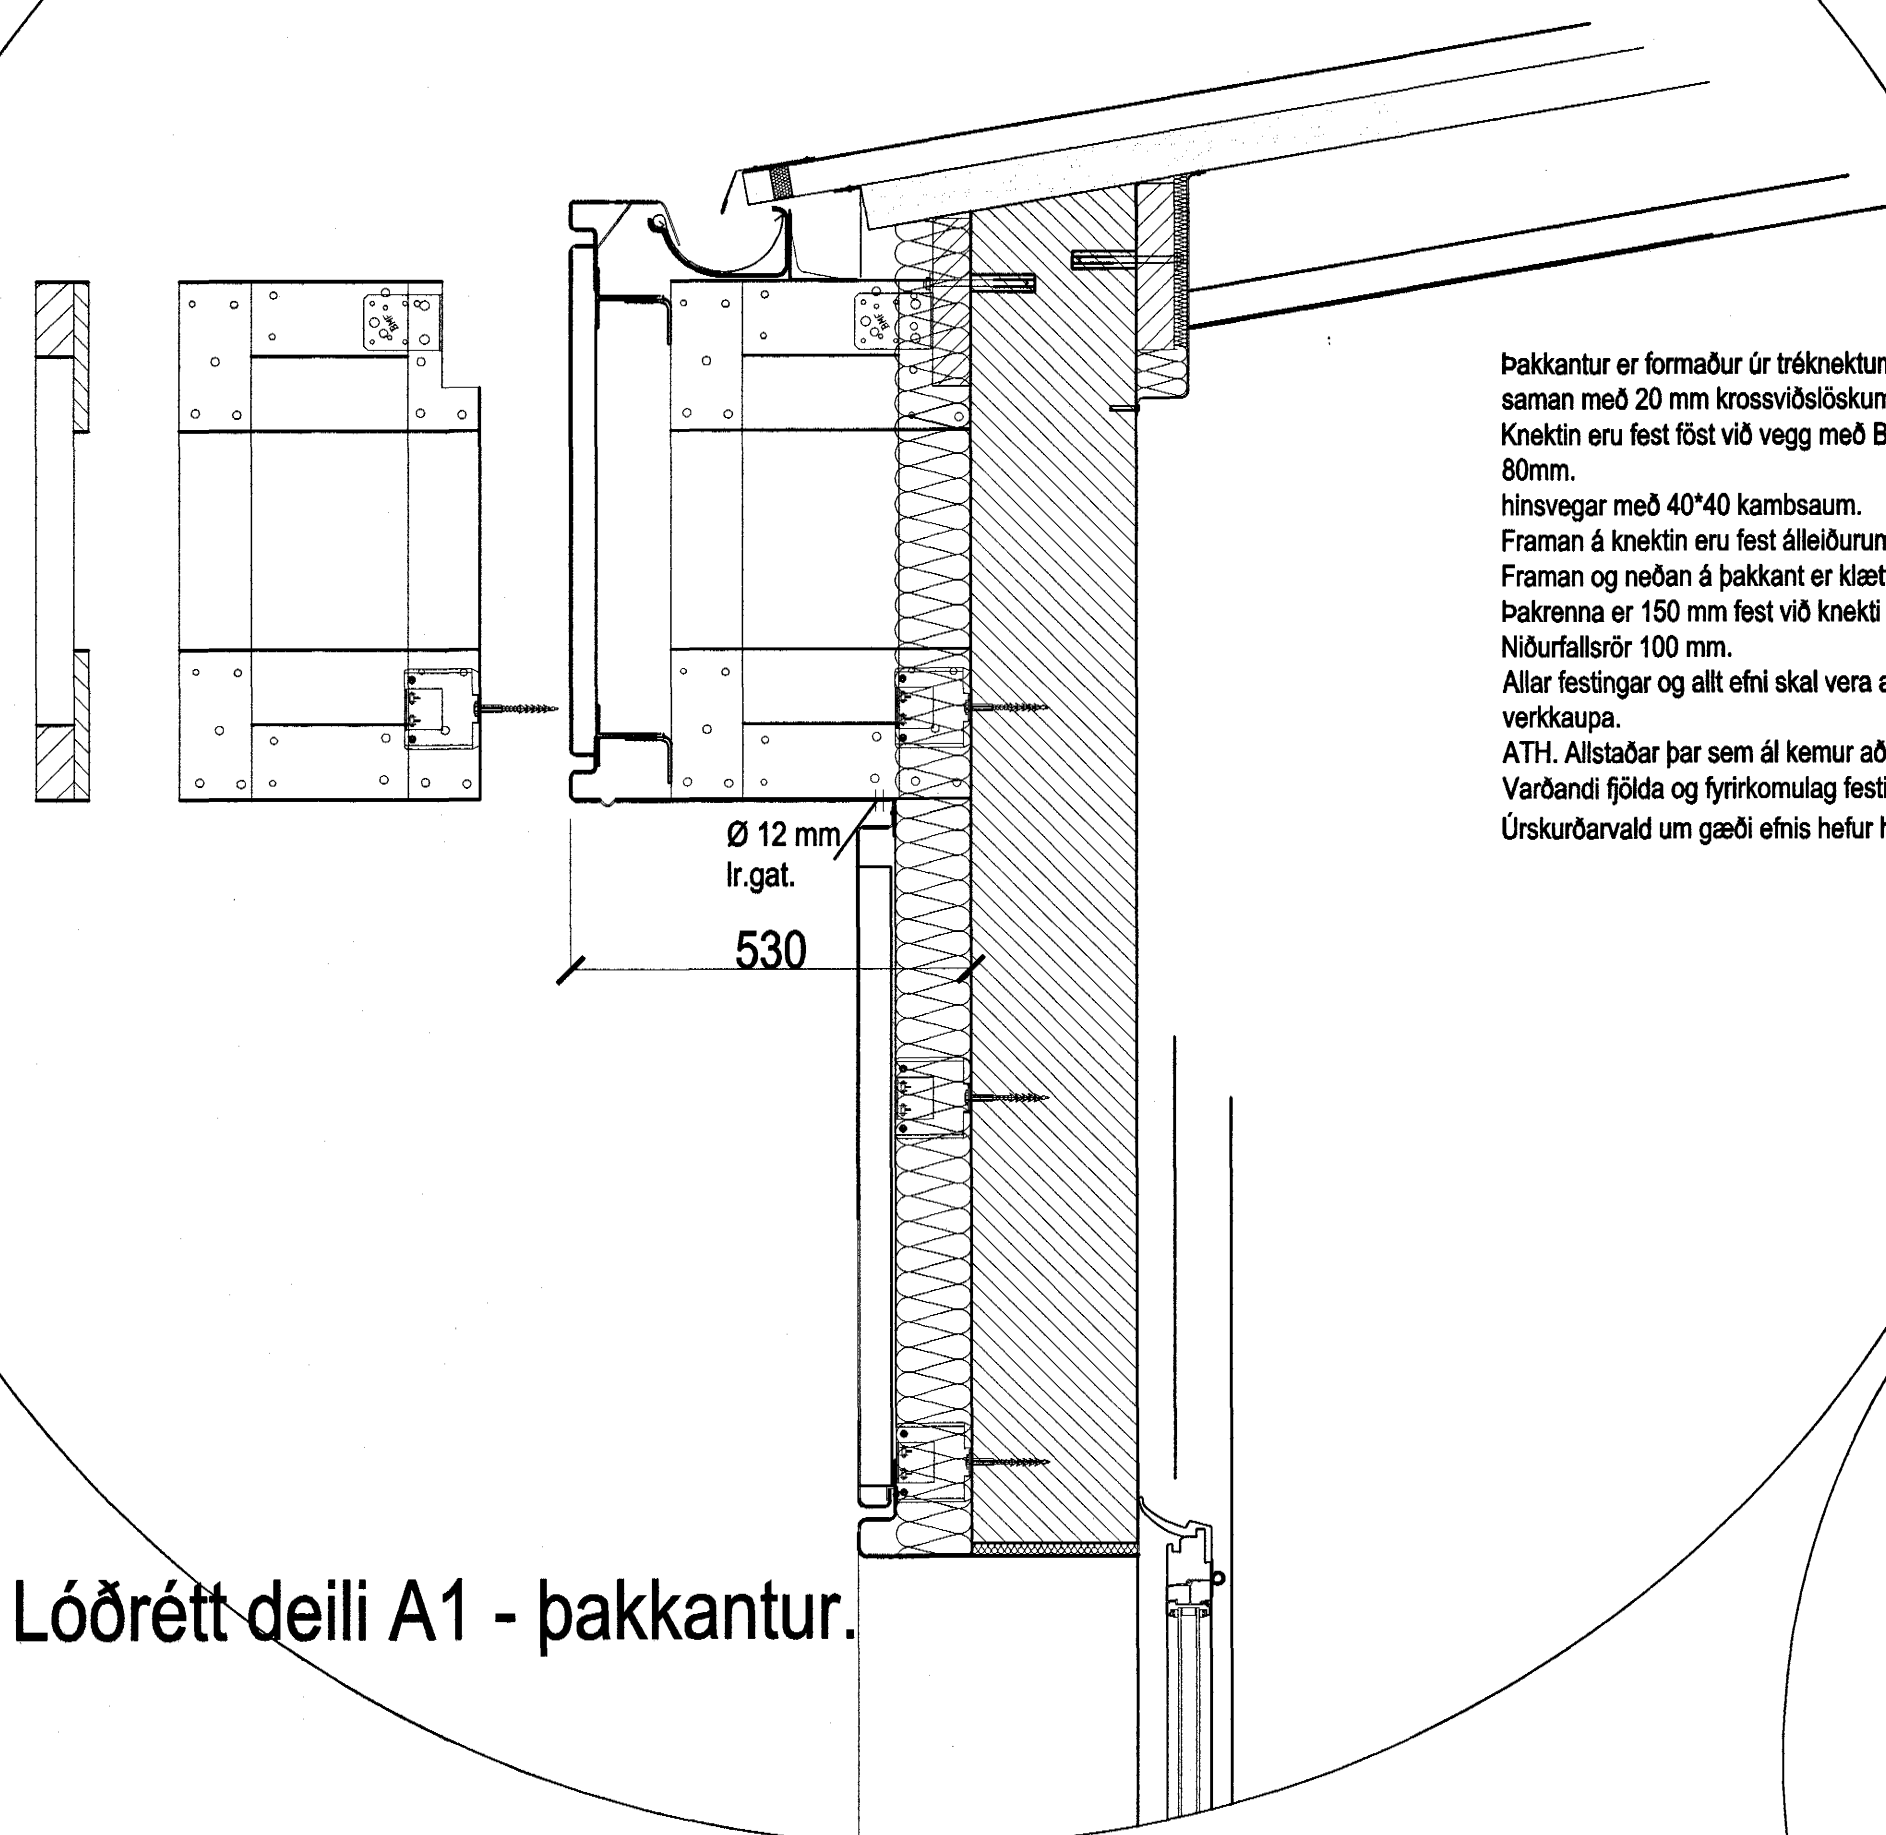 BMF
BMF
Þakkantur er formaður úr tréknektum
saman með 20 mm krossviðslöskum
Knektin eru fest föst við vegg með B
80mm.
hinsvegar með 40*40 kambsaum.
Framan á knektin eru fest álleiðurum
Framan og neðan á þakkant er klæt
Þakrenna er 150 mm fest við knekti
Niðurfallsrör 100 mm.
Allar festingar og allt efni skal vera a
verkkaupa.
ATH. Allstaðar þar sem ál kemur að
Varðandi fjölda og fyrirkomulag festi
Úrskurðarvald um gæði efnis hefur h
Ø 12 mm
lr.gat.
530
Lóðrétt deili A1 - þakkantur.